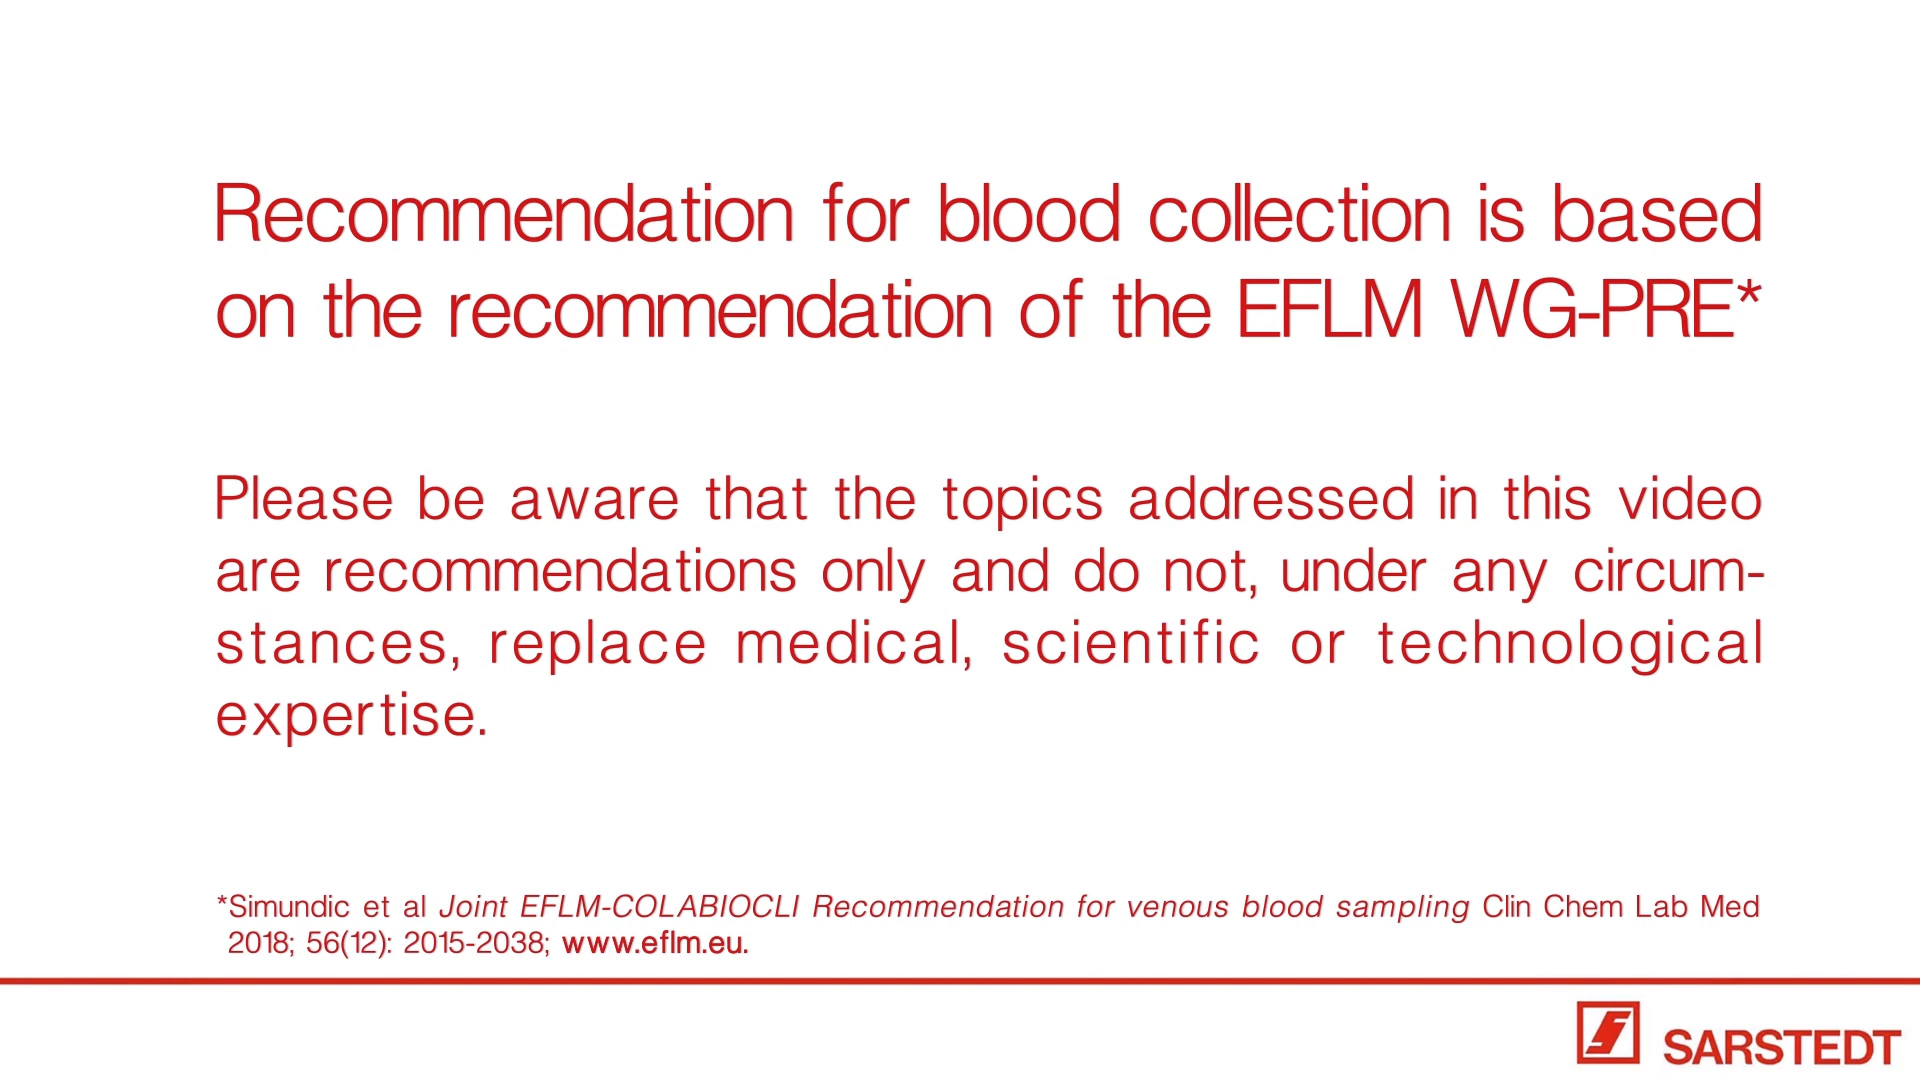 Recommendation for blood collection is based
on the recommendation of the EFLM WG-PRE*
Please be aware that the topics addressed in this video
are recommendations only and do not, under any circum-
stances, replace medical, scientific or technological
expertise.
*Simundic et al Joint EFLM-COLABIOCLI Recommendation for venous blood sampling Clin Chem Lab Med
2018; 56(12): 2015-2038; www.eflm.eu.
SARSTEDT